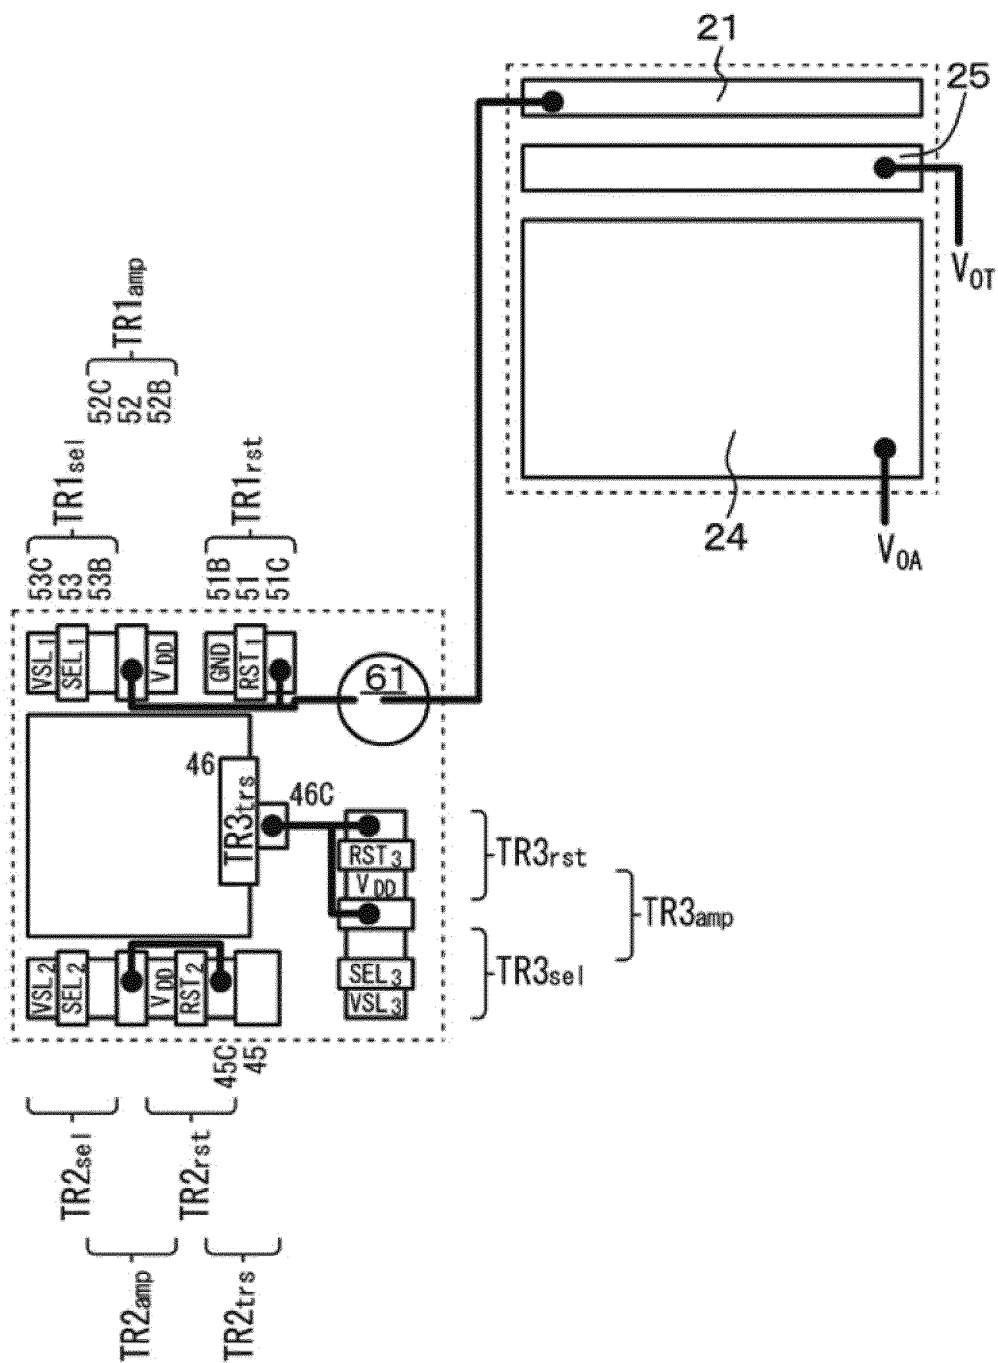 21
25
V0T
24
V0A
TR1amp
52C
52
52B
TR1sel
53C
53
53B
TR1rst
51B
51
51C
VSL1
SEL1
VDD
GND
RST1
61
46
TR3trs
46C
RST3
VDD
SEL3
VSL3
TR3rst
TR3amp
TR3sel
VSL2
SEL2
VDD
RST2
45C
45
TR2sel
TR2rst
TR2amp
TR2trs